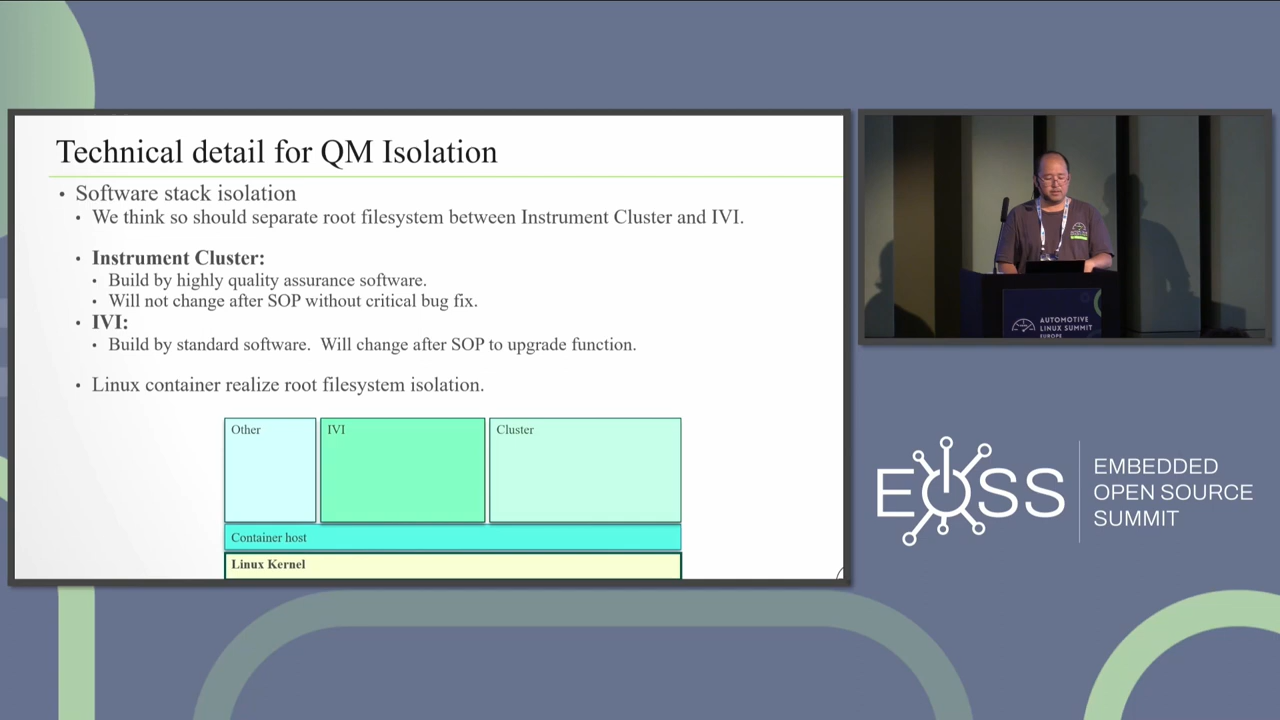 Technical detail for QM Isolation
• Software stack isolation
• We think so should separate root filesystem between Instrument Cluster and IVI.
• Instrument Cluster:
• Build by highly quality assurance software.
• Will not change after SOP without critical bug fix.
• IVI:
• Build by standard software.  Will change after SOP to upgrade function.
• Linux container realize root filesystem isolation.
Other
IVI
Cluster
Container host
Linux Kernel
AUTOMOTIVE
LINUX SUMMIT
EUROPE
EOSS
EMBEDDED
OPEN SOURCE
SUMMIT